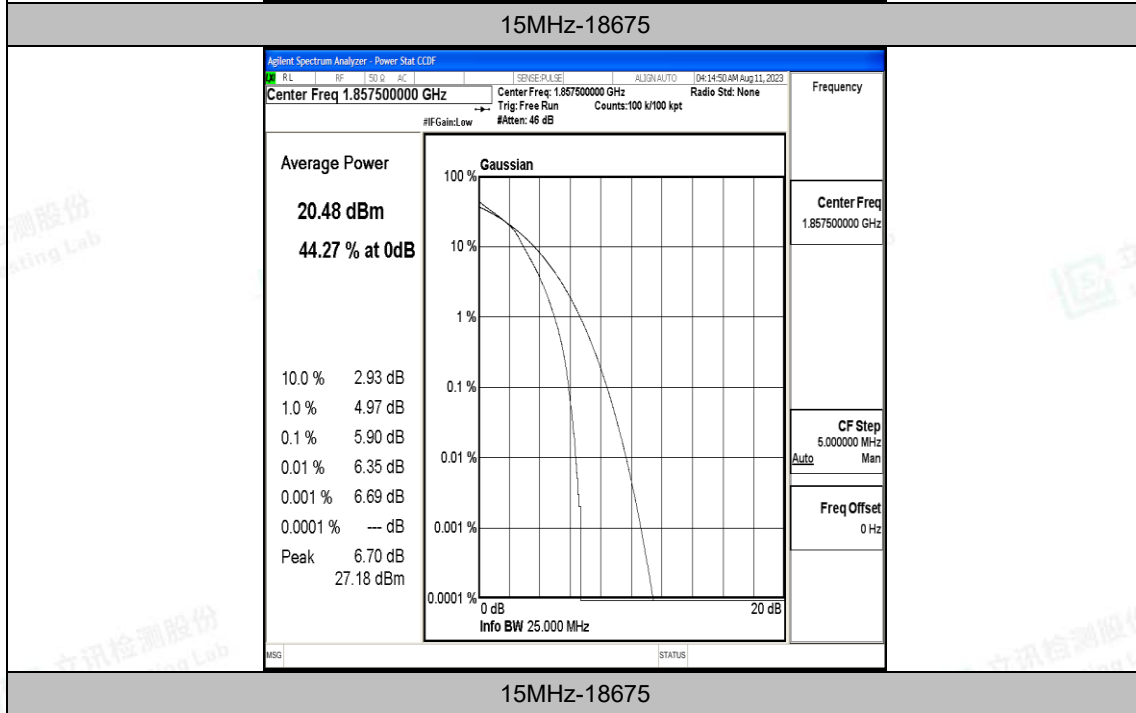 15MHz-18675
Agilent Spectrum Analyzer - Power Stat CCDF
RL RF 50 Ω AC SENSE:PULSE ALIGN AUTO 04:14:50 AM Aug 11, 2023
Center Freq 1.857500000 GHz
Center Freq: 1.857500000 GHz Radio Std: None
Trig: Free Run Counts:100 k/100 kpt
#IFGain:Low #Atten: 46 dB
Frequency
Average Power
20.48 dBm
44.27 % at 0dB
10.0 % 2.93 dB
1.0 % 4.97 dB
0.1 % 5.90 dB
0.01 % 6.35 dB
0.001 % 6.69 dB
0.0001 % --- dB
Peak 6.70 dB
27.18 dBm
Gaussian
100 %
10 %
1 %
0.1 %
0.01 %
0.001 %
0.0001 %
0 dB 20 dB
Info BW 25.000 MHz
Center Freq
1.857500000 GHz
CF Step
5.000000 MHz
Auto Man
Freq Offset
0 Hz
MSG STATUS
15MHz-18675
立讯检测股份